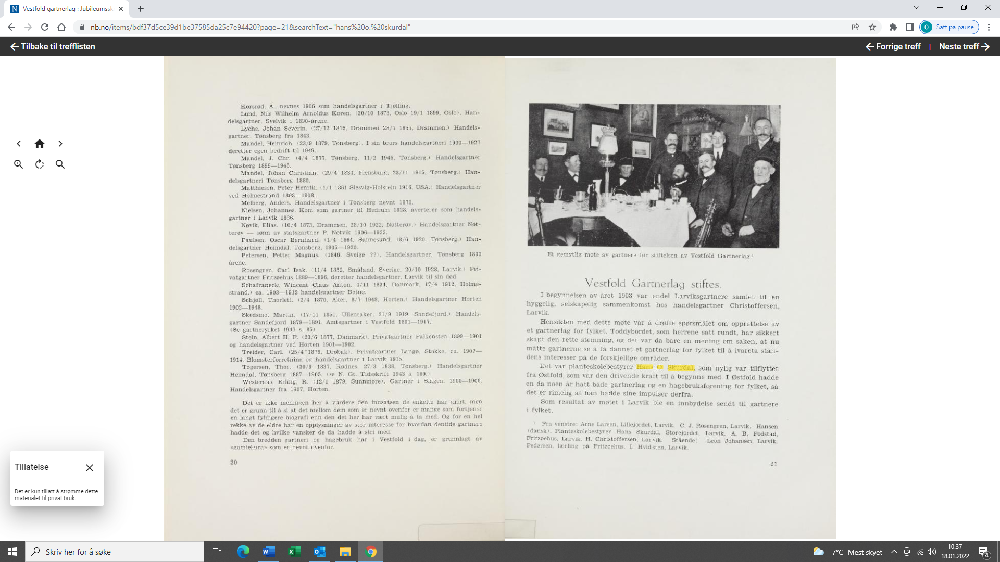 Vestfold gartnerlag : Jubileumssk
nb.no/items/bdf37d5ce39d1be37585da25c7e94420?page=21&searchText="hans%20o.%20skurdal"
O Satt på pause
Tilbake til trefflisten
Forrige treff | Neste treff
Korsrød, A., nevnes 1906 som handelsgartner i Tjølling.
Lund, Nils Wilhelm Arnoldus Koren. (30/10 1873, Oslo 19/1 1899, Oslo). Han-
delsgartner, Svelvik i 1890-årene.
Lyche, Johan Severin. (27/12 1815, Drammen 28/7 1857, Drammen.) Handels-
gartner, Tønsberg fra 1843.
Mandel, Heinrich. (23/9 1879, Tønsberg). I sin brors handelsgartneri 1900—1927
deretter egen bedrift til 1949.
Mandel, J. Chr. (4/4 1877, Tønsberg, 11/2 1945, Tønsberg.) Handelsgartner
Tønsberg 1899—1945.
Mandel, Johan Christian. (29/4 1834, Flensburg, 23/11 1915, Tønsberg.) Han-
delsgartneri Tønsberg 1880.
Matthiesen, Peter Henrik. (1/1 1861 Slesvig-Holstein 1916, USA.) Handelsgartner
ved Holmestrand 1898—1908.
Melberg, Anders. Handelsgartner i Tønsberg nevnt 1870.
Nielsen, Johannes. Kom som gartner til Hedrum 1828, averterer som handels-
gartner i Larvik 1836.
Nøvik, Elias. (10/4 1873, Drammen, 28/10 1922, Nøtterøy.) Handelsgartner Nøt-
terøy — sønn av statsgartner P. Nøtvik 1906—1922.
Paulsen, Oscar Bernhard. (1/4 1864, Sannesund, 18/6 1920, Tønsberg.) Han-
delsgartner Heimdal, Tønsberg, 1905—1920.
Petersen, Petter Magnus. (1846, Sveige ??). Handelsgartner, Tønsberg 1890
årene.
Rosengren, Carl Isak. (11/4 1852, Småland, Sverige, 20/10 1928, Larvik.) Pri-
vatgartner Fritzøehus 1889—1896, deretter handelsgartner, Larvik til sin død.
Schafraneck, Wincent Claus Anton. 4/11 1834, Danmark, 17/4 1912, Holme-
strand.) ca. 1903—1912 handelsgartner Botne.
Schjøll, Thorleif. (2/4 1870, Aker, 8/7 1948, Horten.) Handelsgartner Horten
1902—1948.
Skedsmo, Martin. (17/11 1851, Ullensaker, 21/9 1919, Sandefjord.) Handels-
gartner Sandefjord 1879—1891. Amtsgartner i Vestfold 1891—1917.
(Se gartneryrket 1947 s. 85)
Stein, Albert H. F. (23/6 1877, Danmark). Privatgartner Falkensten 1899—1901
og handelsgartner ved Horten 1901—1902.
Treider, Carl. (25/4 1878, Drøbak). Privatgartner Langø, Stokke, ca. 190?—
1914. Blomsterforretning og handelsgartner i Larvik 1915.
Tøgersen, Thor. (30/9 1837, Rødnes, 27/3 1838, Tønsberg.) Handelsgartner
Heimdal, Tønsberg 1887—1905. (se N. Gt. Tidsskrift 1943 s. 180.)
Westeraas, Erling, R. (12/1 1879, Sunnmøre). Gartner i Slagen. 1900—1906.
Handelsgartner fra 1907, Horten.
Det er ikke meningen her å vurdere den innsatsen de enkelte har gjort, men
det er grunn til å si at det mellom dem som er nevnt ovenfor er mange som fortjener
en langt fyldigere biografi enn den det her har vært mulig å ta med. Og for en hel
rekke av de eldre har en opplysninger av stor interesse for hvordan dentids gartnere
hadde det og hvilke vansker de da hadde å stri med.
Den bredden gartneri og hagebruk har i Vestfold i dag, er grunnlagt av
«gamlekara» som er nevnt ovenfor.
20
Et gemytlig møte av gartnere før stiftelsen av Vestfold Gartnerlag.¹
Vestfold Gartnerlag stiftes.
I begynnelsen av året 1908 var endel Larviksgartnere samlet til en
hyggelig, selskapelig sammenkomst hos handelsgartner Christoffersen,
Larvik.
Hensikten med dette møte var å drøfte spørsmålet om opprettelse av
et gartnerlag for fylket. Toddybordet, som herrene satt rundt, har sikkert
skapt den rette stemning, og det var da bare en mening om saken, at nu
måtte gartnerne se å få dannet et gartnerlag for fylket til å ivareta stan-
dens interesser på de forskjellige områder.
Det var planteskolebestyrer Hans O. Skurdal, som nylig var tilflyttet
fra Østfold, som var den drivende kraft til å begynne med. I Østfold hadde
en da noen år hatt både gartnerlag og en hagebruksforening for fylket, så
det er rimelig at han hadde sine impulser derfra.
Som resultat av møtet i Larvik ble en innbydelse sendt til gartnere
i fylket.
¹ Fra venstre: Arne Larsen, Lillejordet, Larvik. C. J. Rosengren, Larvik. Hansen
(dansk). Planteskolebestyrer Hans Skurdal, Storejordet, Larvik. A. B. Fodstad,
Fritzøehus, Larvik. H. Christoffersen, Larvik. Stående: Leon Johansen, Larvik.
Pedersen, lærling på Fritzøehus. I. Hvidsten, Larvik.
21
Tillatelse
Det er kun tillatt å strømme dette
materialet til privat bruk.
Skriv her for å søke
-7°C Mest skyet
10.37
18.01.2022
4